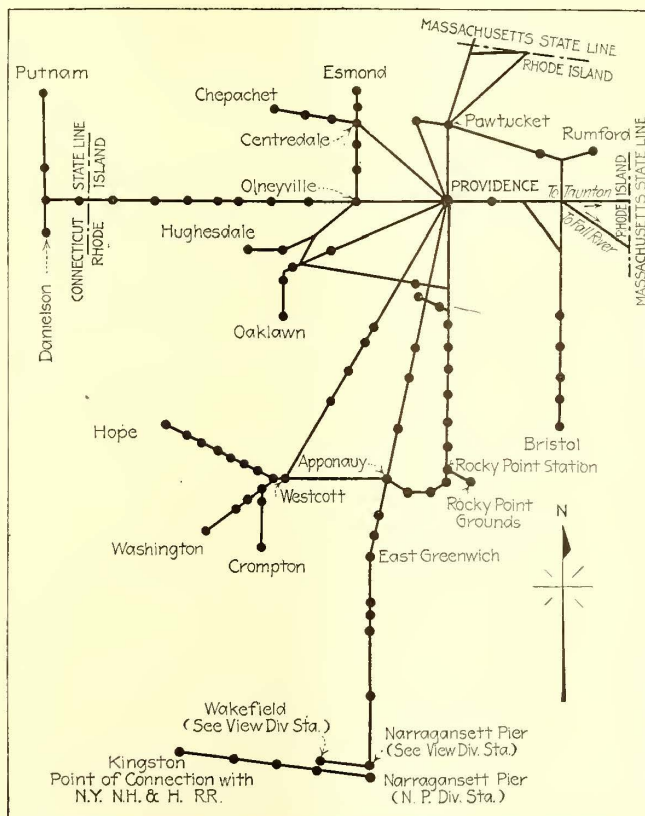 MASSACHUSETTS STATE LINE
RHODE ISLAND
Putnam
Esmond
Chepachet
Centredale
Pawtucket
Rumford
CONNECTICUT STATE LINE
RHODE ISLAND
Olneyville
PROVIDENCE
To Taunton
To Fall River
RHODE ISLAND
MASSACHUSETTS STATE LINE
Hughesdale
Danielson
Oaklawn
Hope
Apponauy
Bristol
Rocky Point Station
Westcott
Rocky Point
Grounds
N
Washington
Crompton
East Greenwich
Wakefield
(See View Div Sta.)
Narragansett Pier
(See View Div. Sta.)
Kingston
Point of Connection with
N.Y. N.H. & H. RR.
Narragansett Pier
(N. P. Div. Sta.)